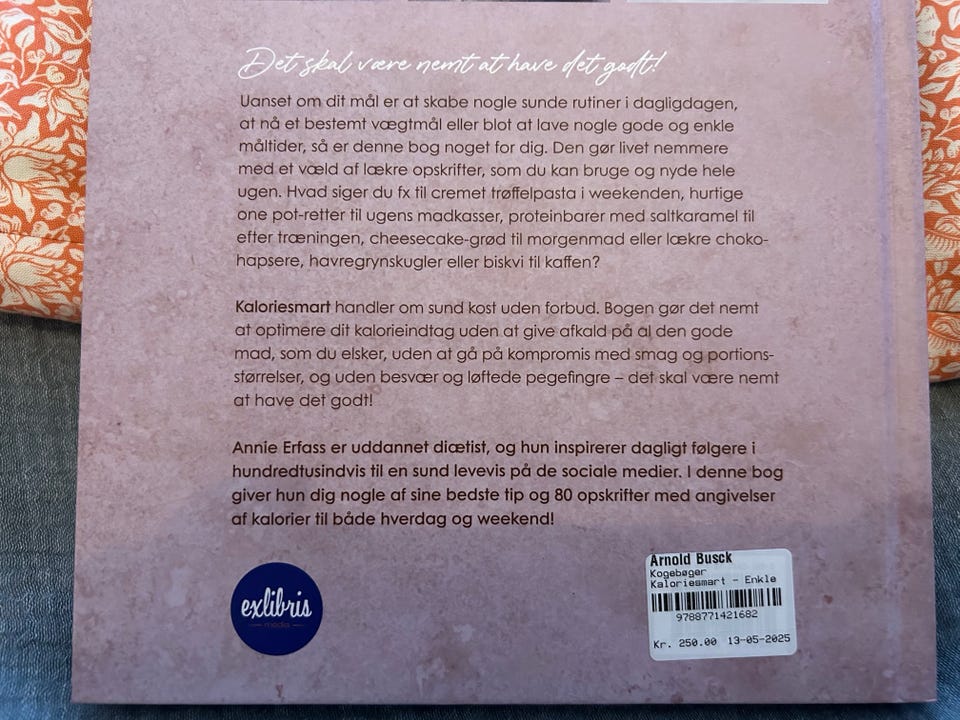 Det skal være nemt at have det godt!
Uanset om dit mål er at skabe nogle sunde rutiner i dagligdagen,
at nå et bestemt vægtmål eller blot at lave nogle gode og enkle
måltider, så er denne bog noget for dig. Den gør livet nemmere
med et væld af lækre opskrifter, som du kan bruge og nyde hele
ugen. Hvad siger du fx til cremet trøffelpasta i weekenden, hurtige
one pot-retter til ugens madkasser, proteinbarer med saltkaramel til
efter træningen, cheesecake-grød til morgenmad eller lækre choko-
hapsere, havregrynskugler eller biskvi til kaffen?
Kaloriesmart handler om sund kost uden forbud. Bogen gør det nemt
at optimere dit kalorieindtag uden at give afkald på al den gode
mad, som du elsker, uden at gå på kompromis med smag og portions-
størrelser, og uden besvær og løftede pegefingre – det skal være nemt
at have det godt!
Annie Erfass er uddannet diætist, og hun inspirerer dagligt følgere i
hundredtusindvis til en sund levevis på de sociale medier. I denne bog
giver hun dig nogle af sine bedste tip og 80 opskrifter med angivelser
af kalorier til både hverdag og weekend!
exlibris
media
Arnold Busck
Kogebøger
Kaloriesmart - Enkle
9788771421682
Kr. 250.00 13-05-2025